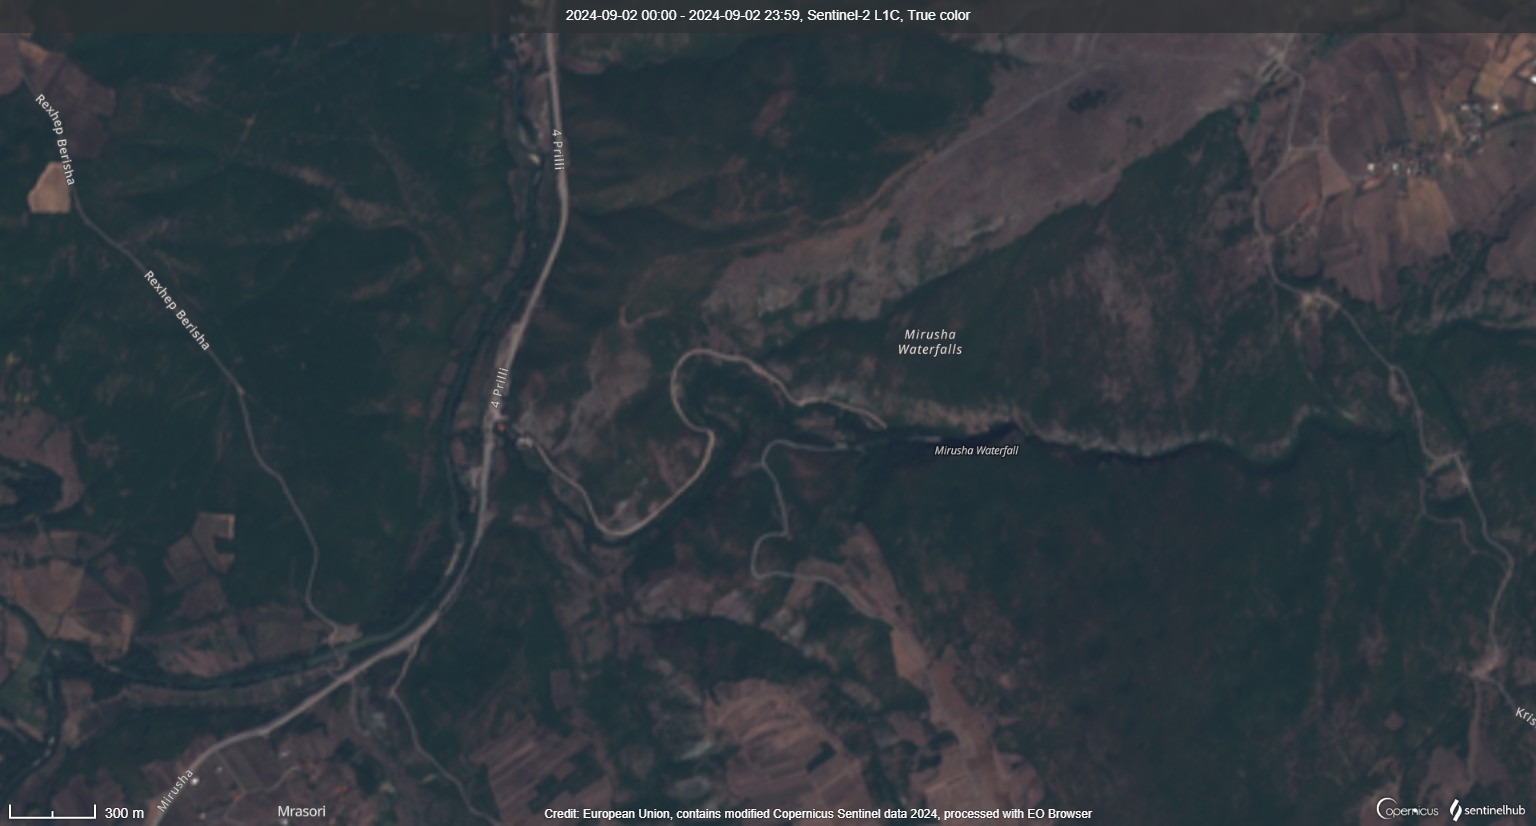 2024-09-02 00:00 - 2024-09-02 23:59, Sentinel-2 L1C, True color
Rexhep Berisha
4 Prilli
Rexhep Berisha
Mirusha
Waterfalls
4 Prilli
Mirusha Waterfall
Kris
Mirusha
Mrasori
300 m
Credit: European Union, contains modified Copernicus Sentinel data 2024, processed with EO Browser
Copernicus
sentinelhub